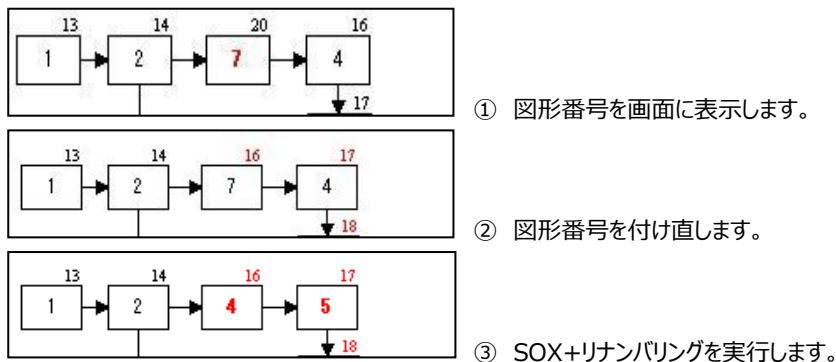 13 14 20 16
1 2 7 4
17
① 図形番号を画面に表示します。
13 14 16 17
1 2 7 4
18
② 図形番号を付け直します。
13 14 16 17
1 2 4 5
18
③ SOX+リナンバリングを実行します。